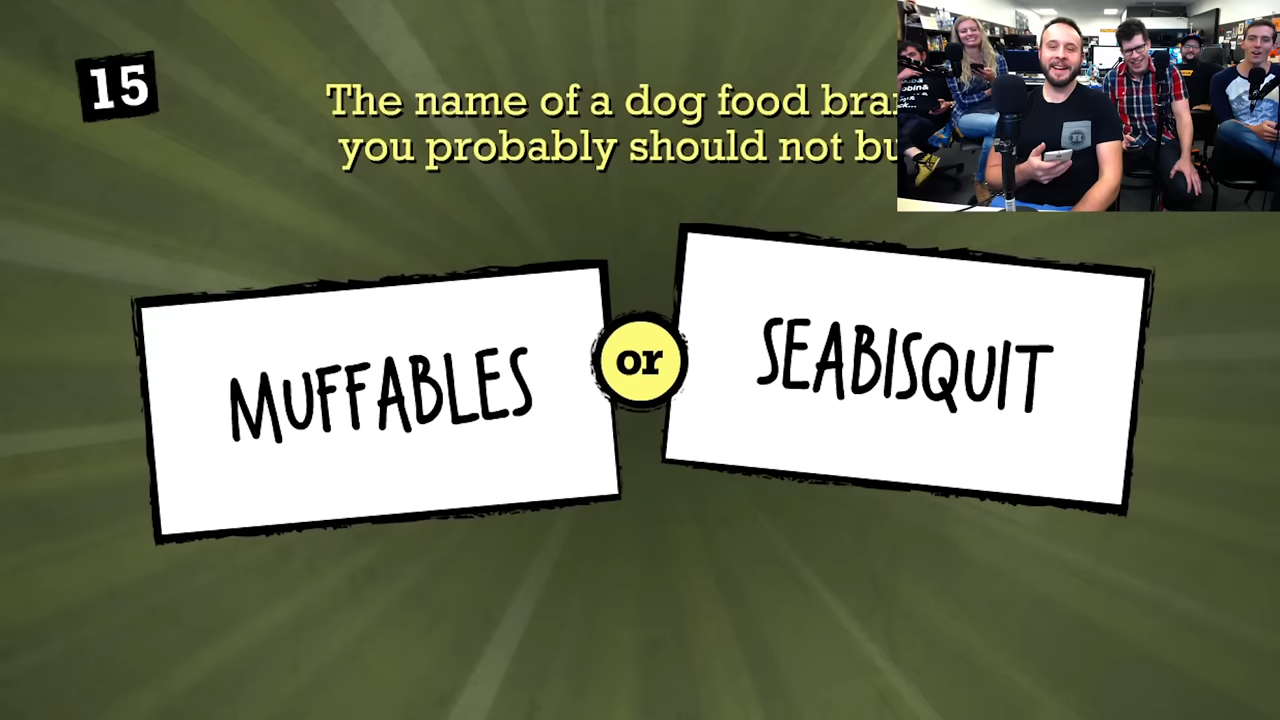 15
The name of a dog food bra
you probably should not bu
MUFFABLES
or
SEABISQUIT